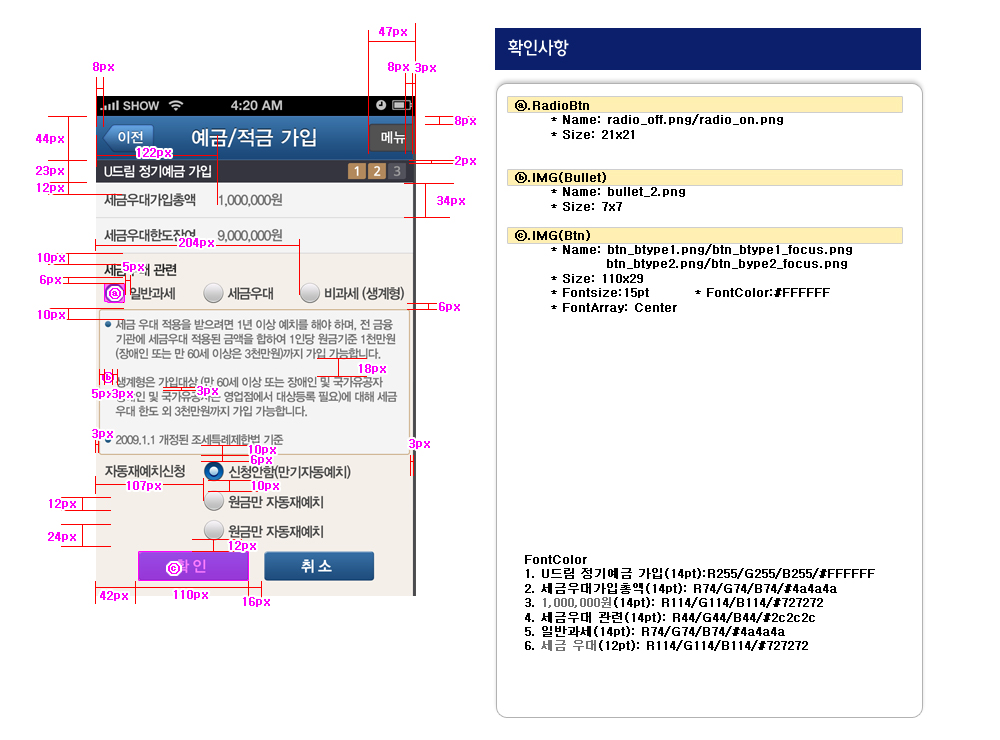 47px
8px
8px
3px
SHOW
4:20 AM
이전
예금/적금 가입
메뉴
8px
44px
122px
2px
23px
U드림 정기예금 가입
1 2 3
12px
세금우대가입총액
1,000,000원
34px
세금우대한도잔여
9,000,000원
204px
10px
5px
관련
6px
ⓐ
일반과세
세금우대
비과세 (생계형)
6px
10px
세금 우대 적용을 받으려면 1년 이상 예치를 해야 하며, 전 금융
기관에 세금우대 적용된 금액을 합하여 1인당 원금기준 1천만원
(장애인 또는 만 60세 이상은 3천만원)까지 가입 가능합니다.
18px
ⓑ
생계형은 가입대상 (만 60세 이상 또는 장애인 및 국가유공자
5px
3px
3px
장애인 및 국가유공자는 영업점에서 대상등록 필요)에 대해 세금
우대 한도 외 3천만원까지 가입 가능합니다.
3px
2009.1.1 개정된 조세특례제한법 기준
3px
10px
6px
자동재예치신청
신청안함(만기자동예치)
107px
10px
12px
원금만 자동재예치
24px
원금만 자동재예치
12px
ⓒ
확 인
취 소
42px
110px
16px
확인사항
ⓐ.RadioBtn
* Name: radio_off.png/radio_on.png
* Size: 21x21
ⓑ.IMG(Bullet)
* Name: bullet_2.png
* Size: 7x7
ⓒ.IMG(Btn)
* Name: btn_btype1.png/btn_btype1_focus.png
btn_btype2.png/btn_bype2_focus.png
* Size: 110x29
* Fontsize:15pt * FontColor:#FFFFFF
* FontArray: Center
FontColor
1. U드림 정기예금 가입(14pt):R255/G255/B255/#FFFFFF
2. 세금우대가입총액(14pt): R74/G74/B74/#4a4a4a
3. 1,000,000원(14pt): R114/G114/B114/#727272
4. 세금우대 관련(14pt): R44/G44/B44/#2c2c2c
5. 일반과세(14pt): R74/G74/B74/#4a4a4a
6. 세금 우대(12pt): R114/G114/B114/#727272